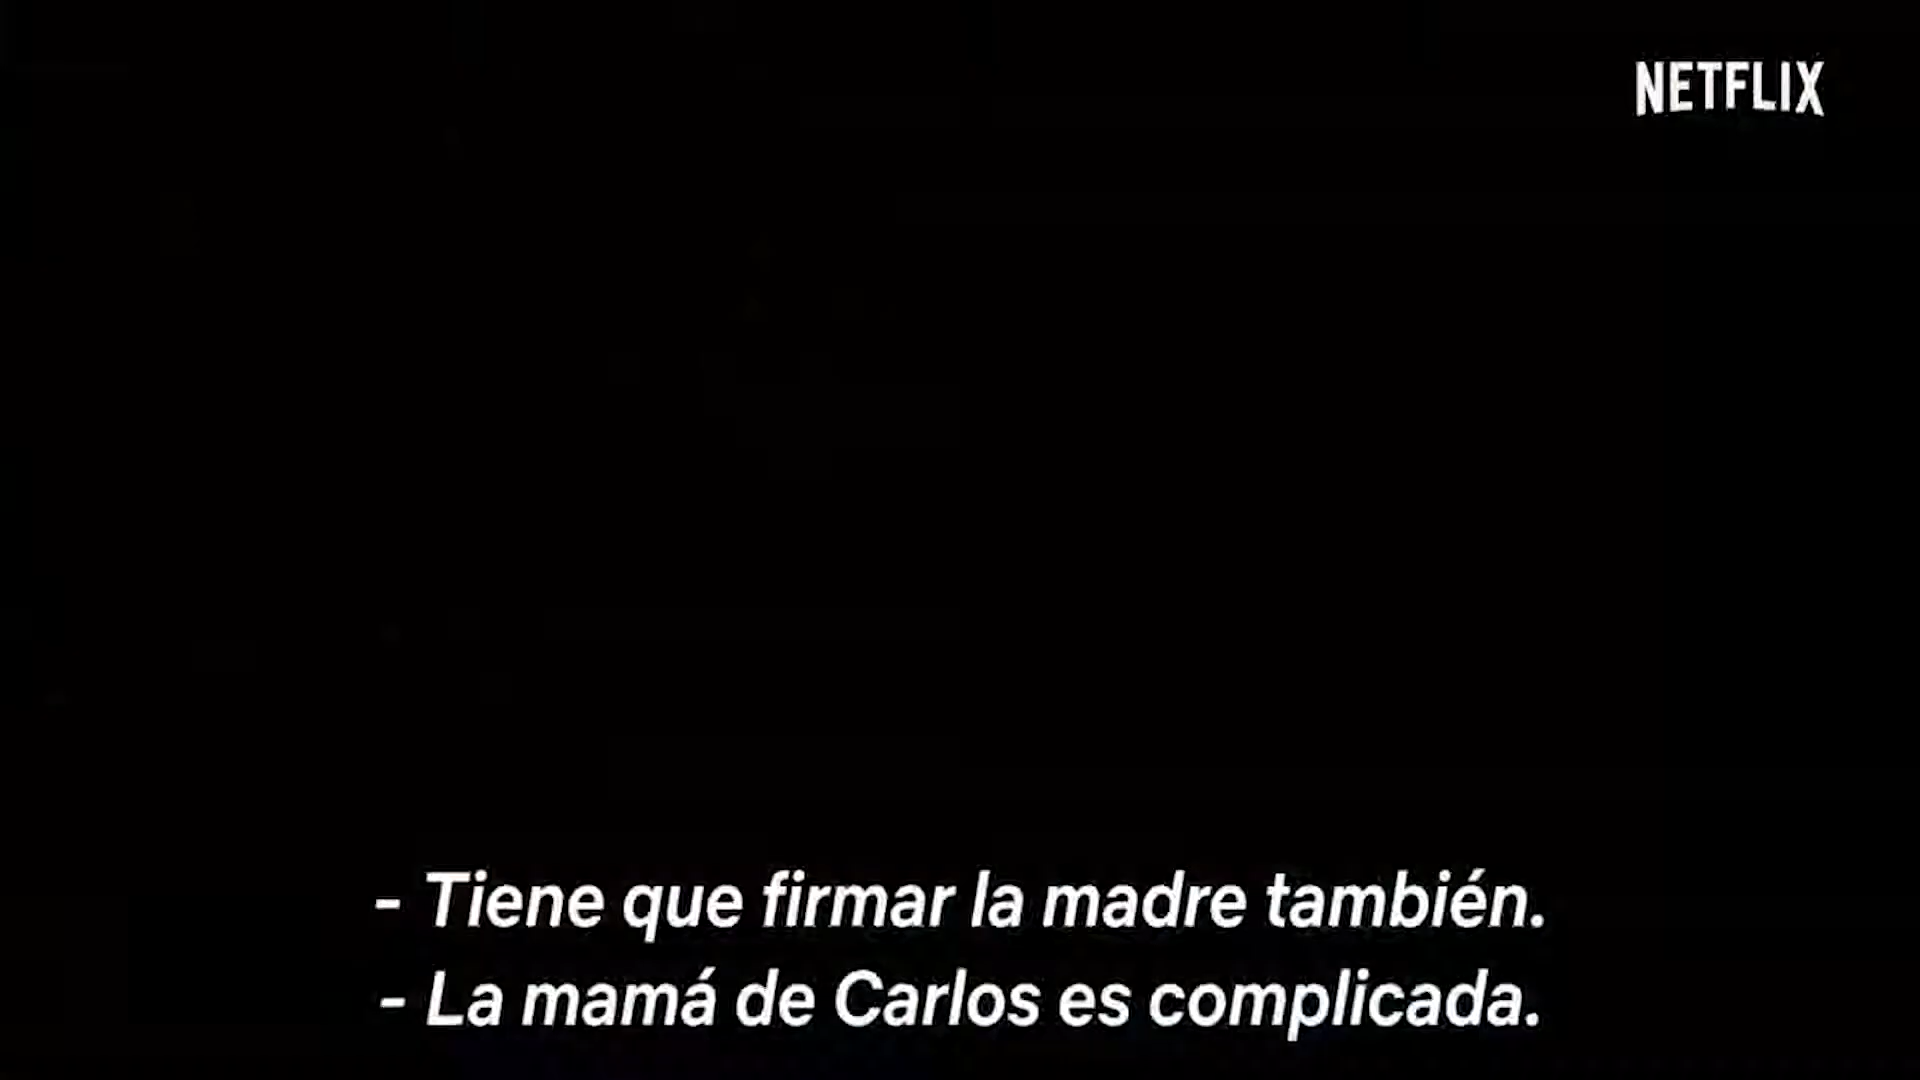 NETFLIX
- Tiene que firmar la madre también.
- La mamá de Carlos es complicada.